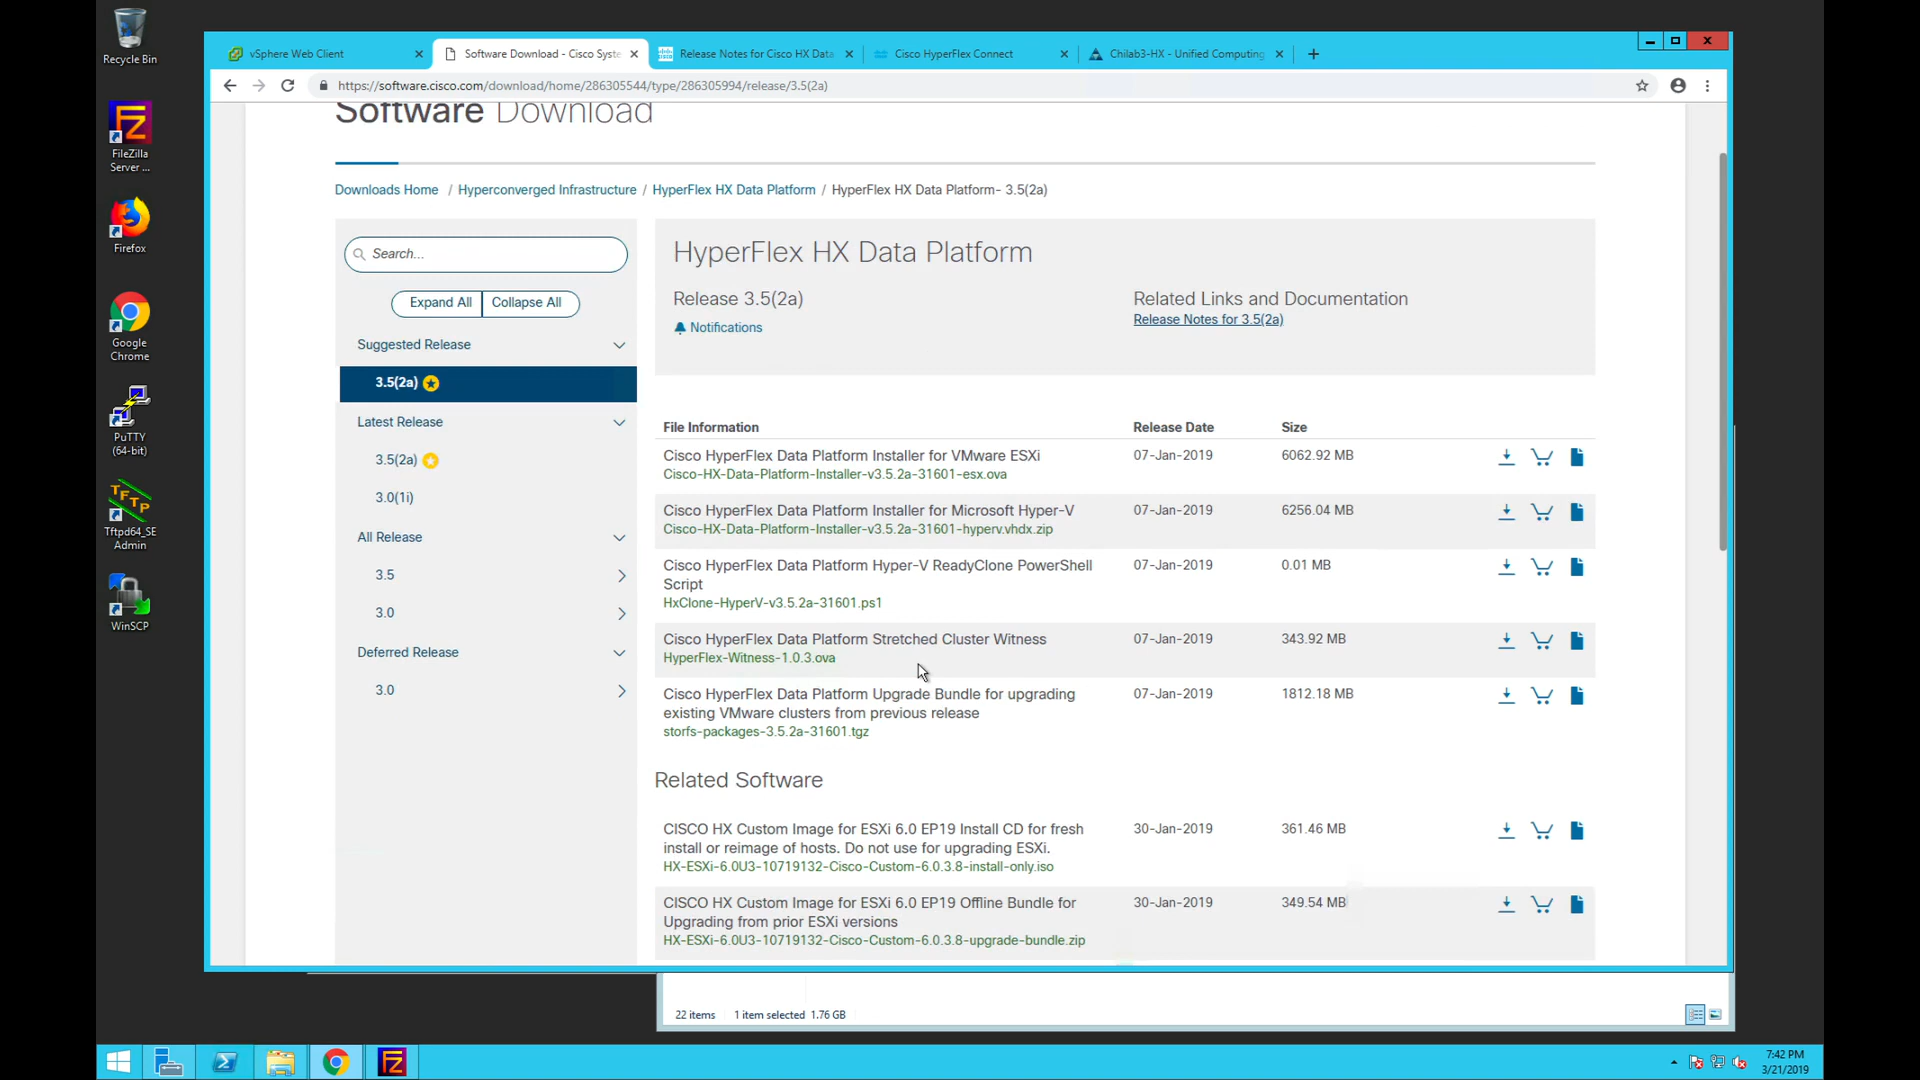 Recycle Bin
FileZilla
Server ...
Firefox
Google
Chrome
PuTTY
(64-bit)
TFTP
Tftpd64_SE
Admin
WinSCP
vSphere Web Client
Software Download - Cisco Syste
Release Notes for Cisco HX Data
Cisco HyperFlex Connect
Chilab3-HX - Unified Computing
https://software.cisco.com/download/home/286305544/type/286305994/release/3.5(2a)
Software Download
Downloads Home / Hyperconverged Infrastructure / HyperFlex HX Data Platform / HyperFlex HX Data Platform- 3.5(2a)
Search...
Expand All
Collapse All
Suggested Release
3.5(2a)
Latest Release
3.5(2a)
3.0(1i)
All Release
3.5
3.0
Deferred Release
3.0
HyperFlex HX Data Platform
Release 3.5(2a)
Notifications
Related Links and Documentation
Release Notes for 3.5(2a)
File Information Release Date Size
Cisco HyperFlex Data Platform Installer for VMware ESXi 07-Jan-2019 6062.92 MB
Cisco-HX-Data-Platform-Installer-v3.5.2a-31601-esx.ova
Cisco HyperFlex Data Platform Installer for Microsoft Hyper-V 07-Jan-2019 6256.04 MB
Cisco-HX-Data-Platform-Installer-v3.5.2a-31601-hyperv.vhdx.zip
Cisco HyperFlex Data Platform Hyper-V ReadyClone PowerShell 07-Jan-2019 0.01 MB
Script
HxClone-HyperV-v3.5.2a-31601.ps1
Cisco HyperFlex Data Platform Stretched Cluster Witness 07-Jan-2019 343.92 MB
HyperFlex-Witness-1.0.3.ova
Cisco HyperFlex Data Platform Upgrade Bundle for upgrading 07-Jan-2019 1812.18 MB
existing VMware clusters from previous release
storfs-packages-3.5.2a-31601.tgz
Related Software
CISCO HX Custom Image for ESXi 6.0 EP19 Install CD for fresh 30-Jan-2019 361.46 MB
install or reimage of hosts. Do not use for upgrading ESXi.
HX-ESXi-6.0U3-10719132-Cisco-Custom-6.0.3.8-install-only.iso
CISCO HX Custom Image for ESXi 6.0 EP19 Offline Bundle for 30-Jan-2019 349.54 MB
Upgrading from prior ESXi versions
HX-ESXi-6.0U3-10719132-Cisco-Custom-6.0.3.8-upgrade-bundle.zip
22 items 1 item selected 1.76 GB
7:42 PM
3/21/2019